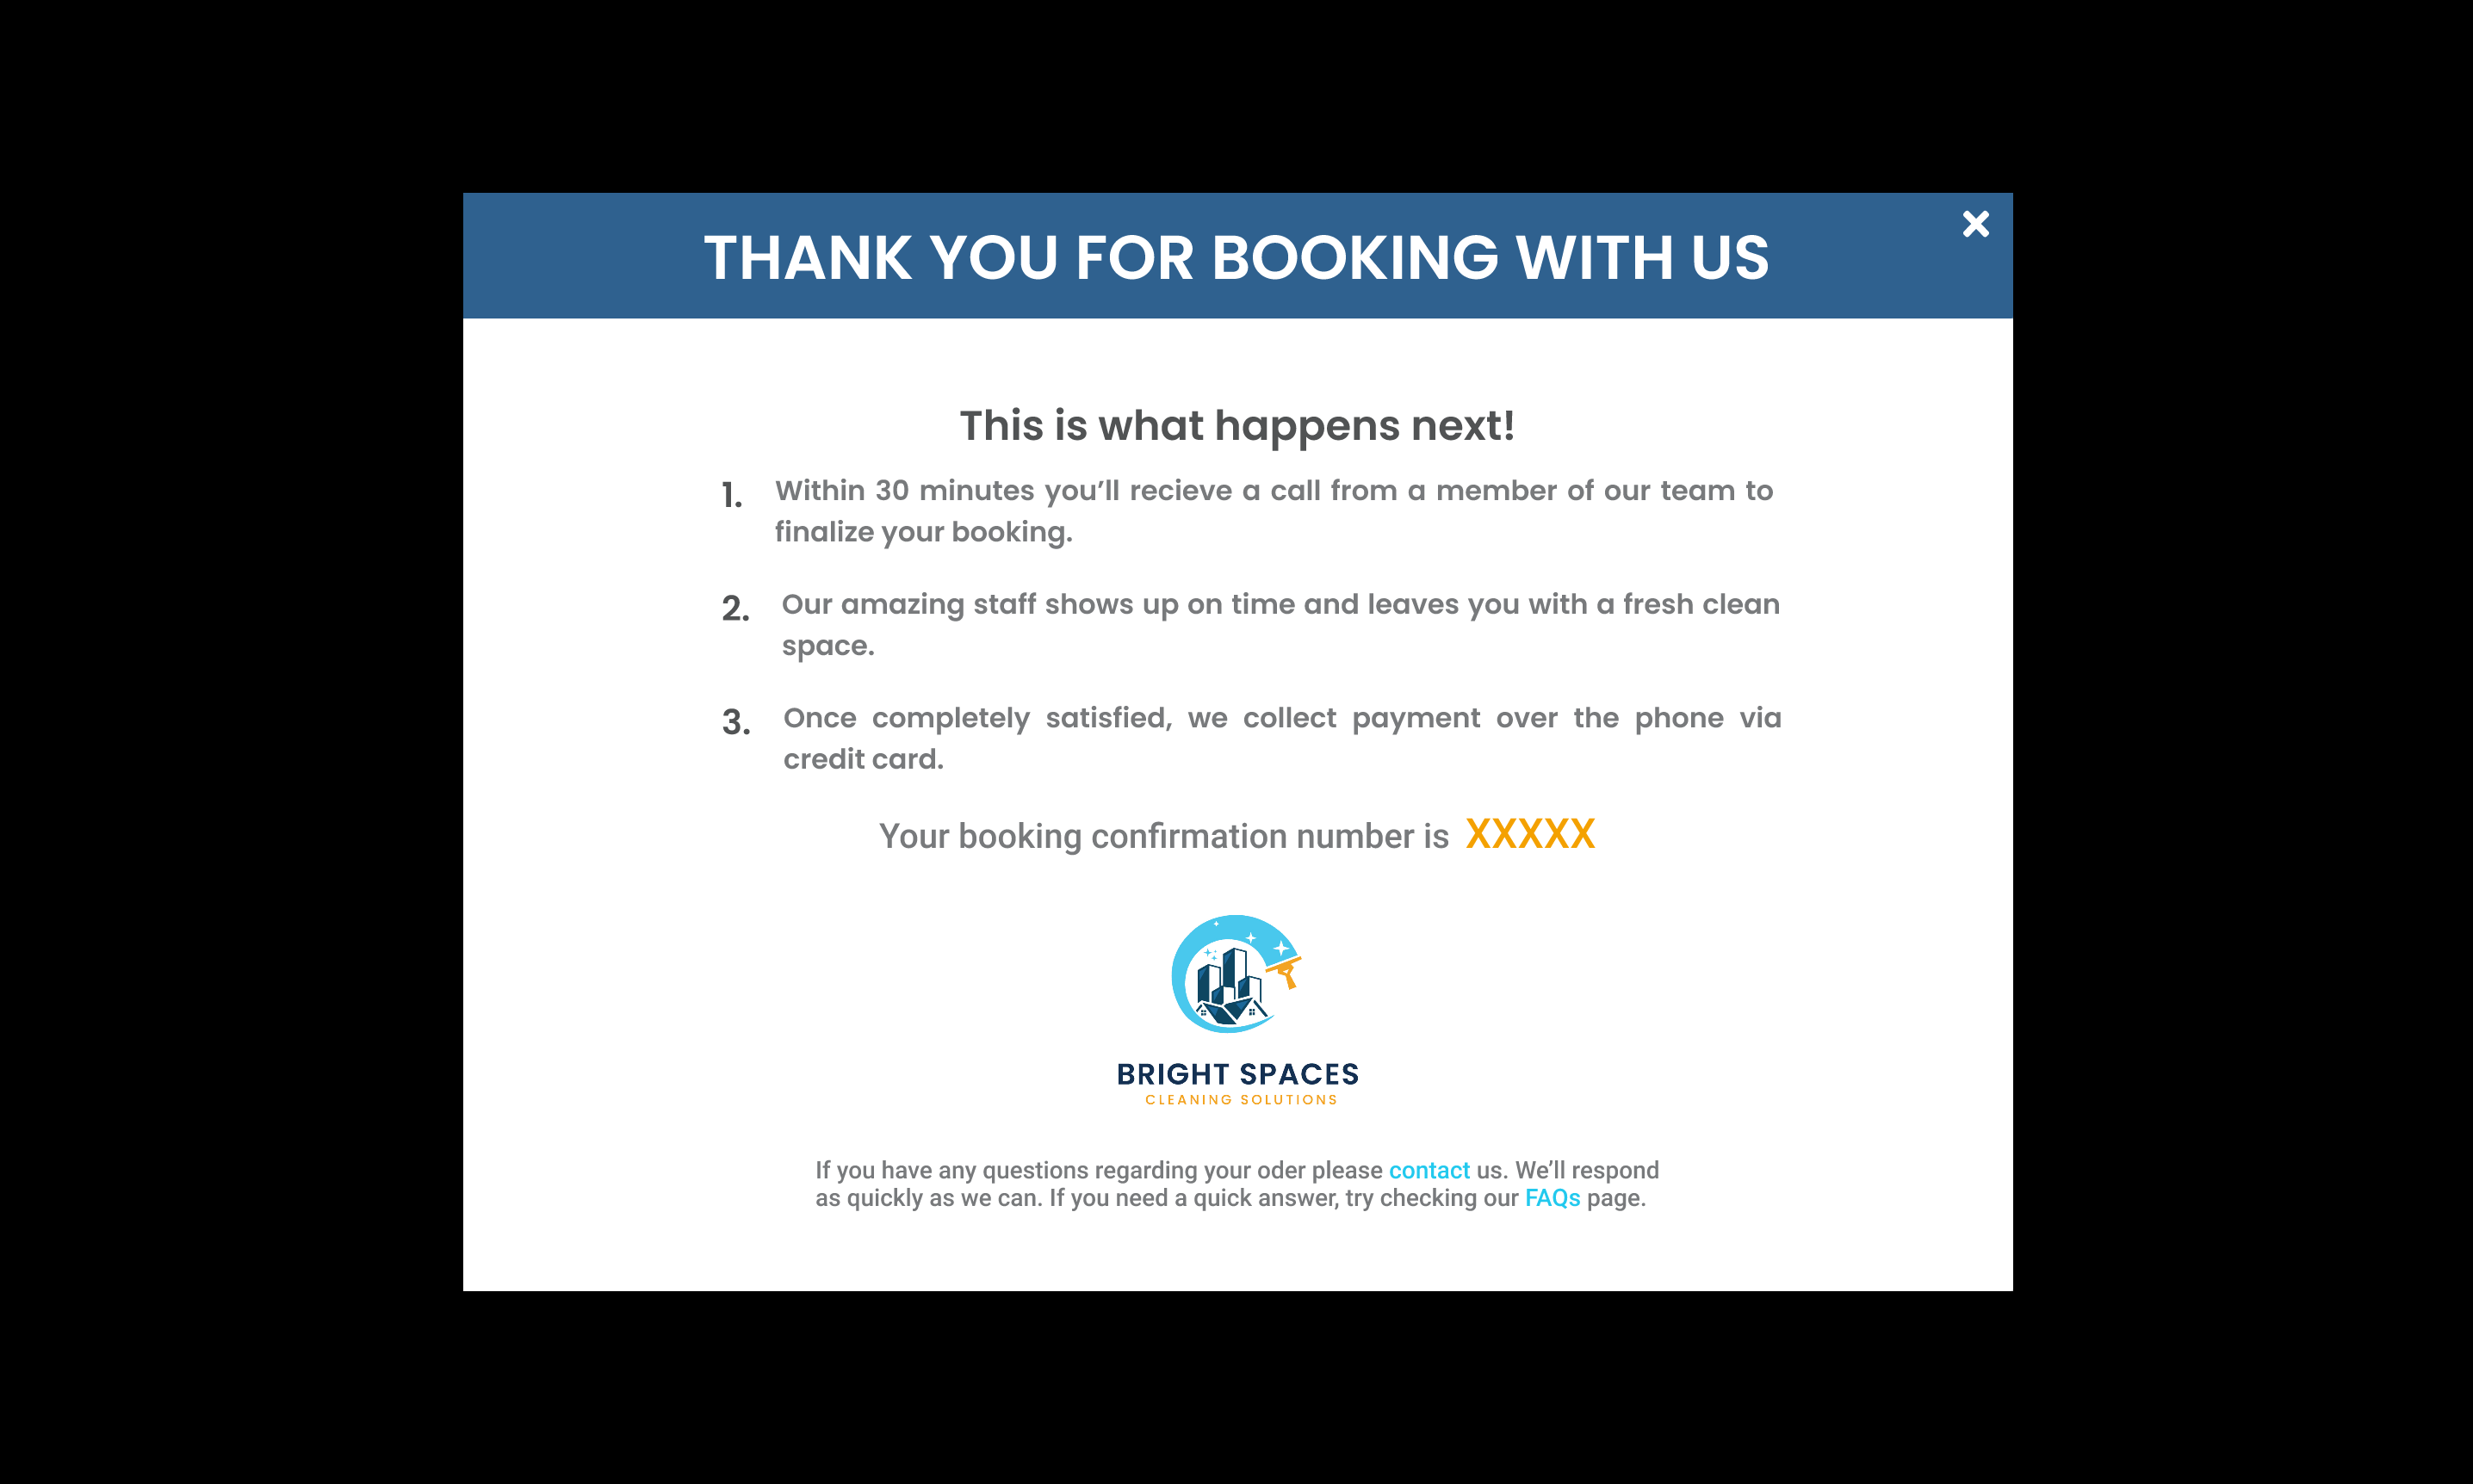 THANK YOU FOR BOOKING WITH US
This is what happens next!
1. Within 30 minutes you’ll recieve a call from a member of our team to
finalize your booking.
2. Our amazing staff shows up on time and leaves you with a fresh clean
space.
3. Once completely satisfied, we collect payment over the phone via
credit card.
Your booking confirmation number is XXXXX
BRIGHT SPACES
CLEANING SOLUTIONS
If you have any questions regarding your oder please contact us. We’ll respond
as quickly as we can. If you need a quick answer, try checking our FAQs page.